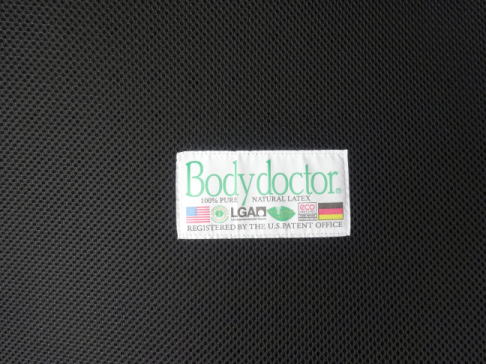 Bodydoctor®
100% PURE NATURAL LATEX
LGA eco
REGISTERED BY THE U.S. PATENT OFFICE